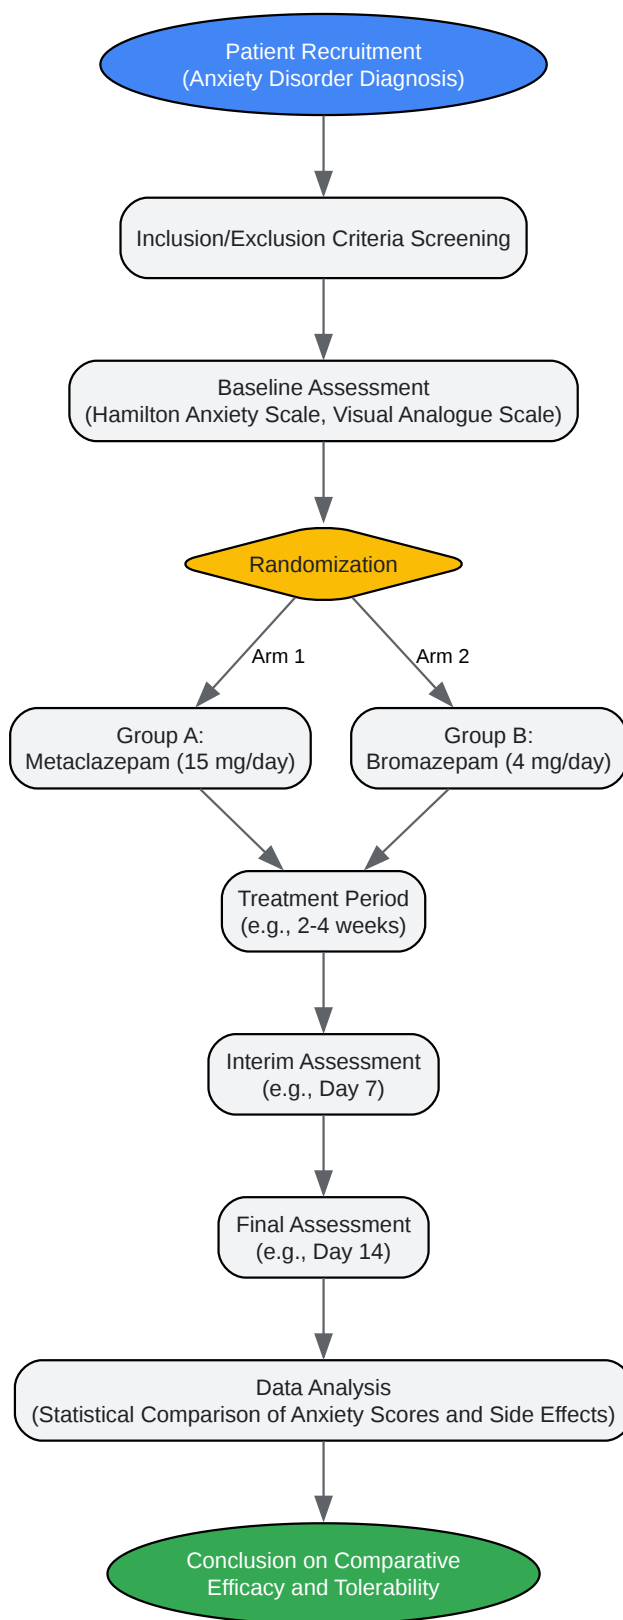 Patient Recruitment
(Anxiety Disorder Diagnosis)
Inclusion/Exclusion Criteria Screening
Baseline Assessment
(Hamilton Anxiety Scale, Visual Analogue Scale)
Randomization
Arm 1
Arm 2
Group A:
Metaclazepam (15 mg/day)
Group B:
Bromazepam (4 mg/day)
Treatment Period
(e.g., 2-4 weeks)
Interim Assessment
(e.g., Day 7)
Final Assessment
(e.g., Day 14)
Data Analysis
(Statistical Comparison of Anxiety Scores and Side Effects)
Conclusion on Comparative
Efficacy and Tolerability